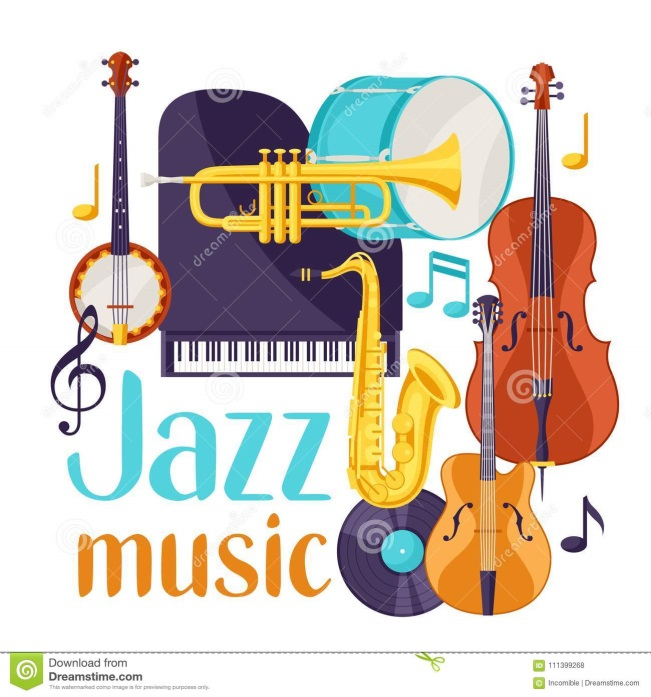 Jazz
music
Download from
Dreamstime.com
This watermarked comp image is for previewing purposes only.
111399268
Incomible | Dreamstime.com